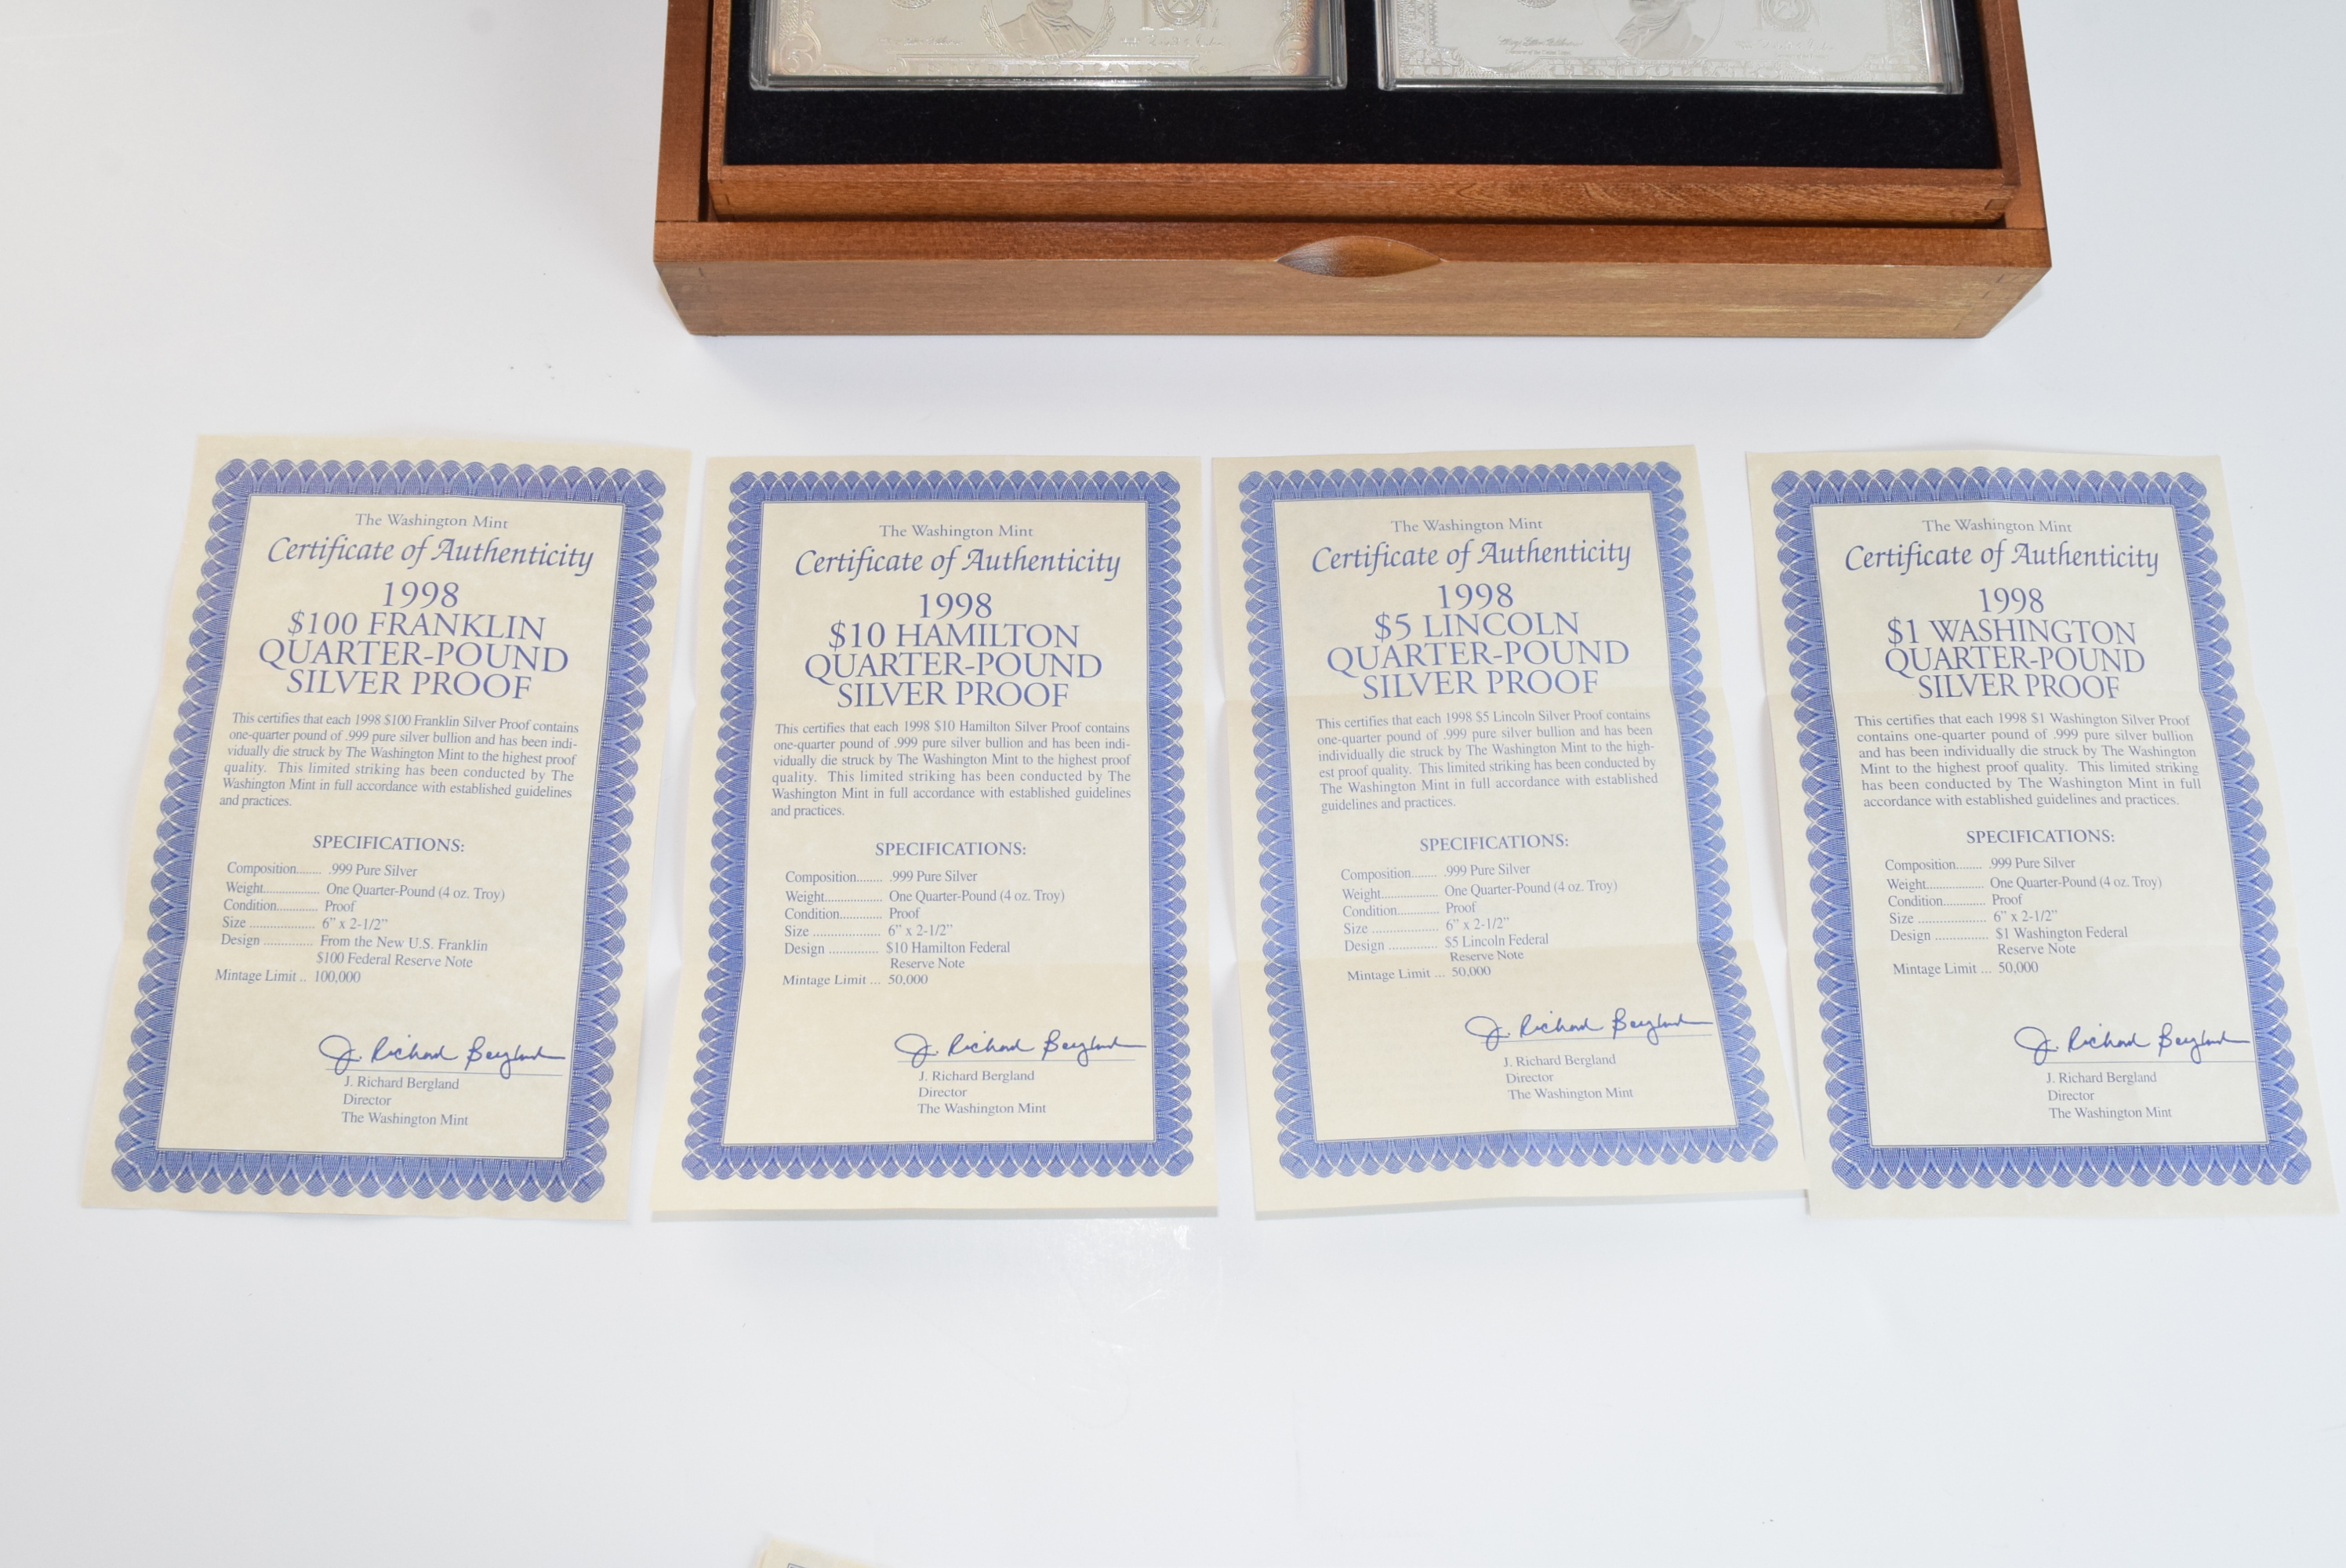 The Washington Mint
Certificate of Authenticity
1998
$100 FRANKLIN
QUARTER-POUND
SILVER PROOF
This certifies that each 1998 $100 Franklin Silver Proof contains
one-quarter pound of .999 pure silver bullion and has been indi-
vidually die struck by The Washington Mint to the highest proof
quality. This limited striking has been conducted by The
Washington Mint in full accordance with established guidelines
and practices.
SPECIFICATIONS:
Composition....... .999 Pure Silver
Weight................. One Quarter-Pound (4 oz. Troy)
Condition............ Proof
Size ................... 6" x 2-1/2"
Design ............... From the New U.S. Franklin
$100 Federal Reserve Note
Mintage Limit .. 100,000
J. Richard Bergland
J. Richard Bergland
Director
The Washington Mint
The Washington Mint
Certificate of Authenticity
1998
$10 HAMILTON
QUARTER-POUND
SILVER PROOF
This certifies that each 1998 $10 Hamilton Silver Proof contains
one-quarter pound of .999 pure silver bullion and has been indi-
vidually die struck by The Washington Mint to the highest proof
quality. This limited striking has been conducted by The
Washington Mint in full accordance with established guidelines
and practices.
SPECIFICATIONS:
Composition........ .999 Pure Silver
Weight................. One Quarter-Pound (4 oz. Troy)
Condition............ Proof
Size .................... 6" x 2-1/2"
Design .............. $10 Hamilton Federal
Reserve Note
Mintage Limit ... 50,000
J. Richard Bergland
J. Richard Bergland
Director
The Washington Mint
The Washington Mint
Certificate of Authenticity
1998
$5 LINCOLN
QUARTER-POUND
SILVER PROOF
This certifies that each 1998 $5 Lincoln Silver Proof contains
one-quarter pound of .999 pure silver bullion and has been
individually die struck by The Washington Mint to the high-
est proof quality. This limited striking has been conducted by
The Washington Mint in full accordance with established
guidelines and practices.
SPECIFICATIONS:
Composition........ .999 Pure Silver
Weight................ One Quarter-Pound (4 oz. Troy)
Condition............ Proof
Size .................... 6" x 2-1/2"
Design .............. $5 Lincoln Federal
Reserve Note
Mintage Limit ... 50,000
J. Richard Bergland
J. Richard Bergland
Director
The Washington Mint
The Washington Mint
Certificate of Authenticity
1998
$1 WASHINGTON
QUARTER-POUND
SILVER PROOF
This certifies that each 1998 $1 Washington Silver Proof
contains one-quarter pound of .999 pure silver bullion
and has been individually die struck by The Washington
Mint to the highest proof quality. This limited striking
has been conducted by The Washington Mint in full
accordance with established guidelines and practices.
SPECIFICATIONS:
Composition........ .999 Pure Silver
Weight................. One Quarter-Pound (4 oz. Troy)
Condition............ Proof
Size .................... 6" x 2-1/2"
Design ............... $1 Washington Federal
Reserve Note
Mintage Limit ... 50,000
J. Richard Bergland
J. Richard Bergland
Director
The Washington Mint